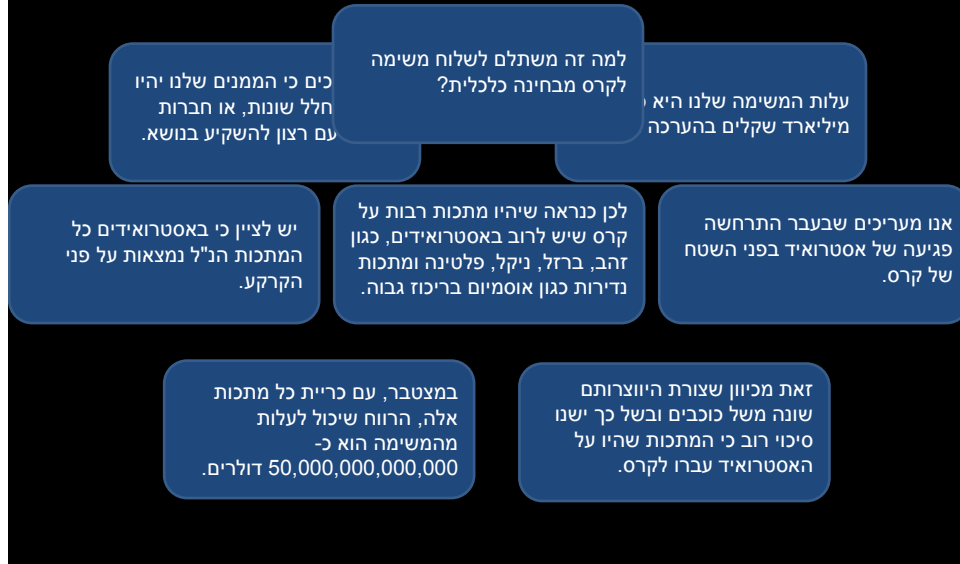 למה זה משתלם לשלוח משימה
לקרס מבחינה כלכלית?
עלות המשימה שלנו היא
מיליארד שקלים בהערכה
כים כי הממנים שלנו יהיו
חלל שונות, או חברות
עם רצון להשקיע בנושא.
אנו מעריכים שבעבר התרחשה
פגיעה של אסטרואיד בפני השטח
של קרס.
לכן כנראה שיהיו מתכות רבות על
קרס שיש לרוב באסטרואידים, כגון
זהב, ברזל, ניקל, פלטינה ומתכות
נדירות כגון אוסמיום בריכוז גבוה.
יש לציין כי באסטרואידים כל
המתכות הנ"ל נמצאות על פני
הקרקע.
זאת מכיוון שצורת היווצרותם
שונה משל כוכבים ובשל כך ישנו
סיכוי רוב כי המתכות שהיו על
האסטרואיד עברו לקרס.
במצטבר, עם כריית כל מתכות
אלה, הרווח שיכול לעלות
מהמשימה הוא כ-
50,000,000,000,000 דולרים.